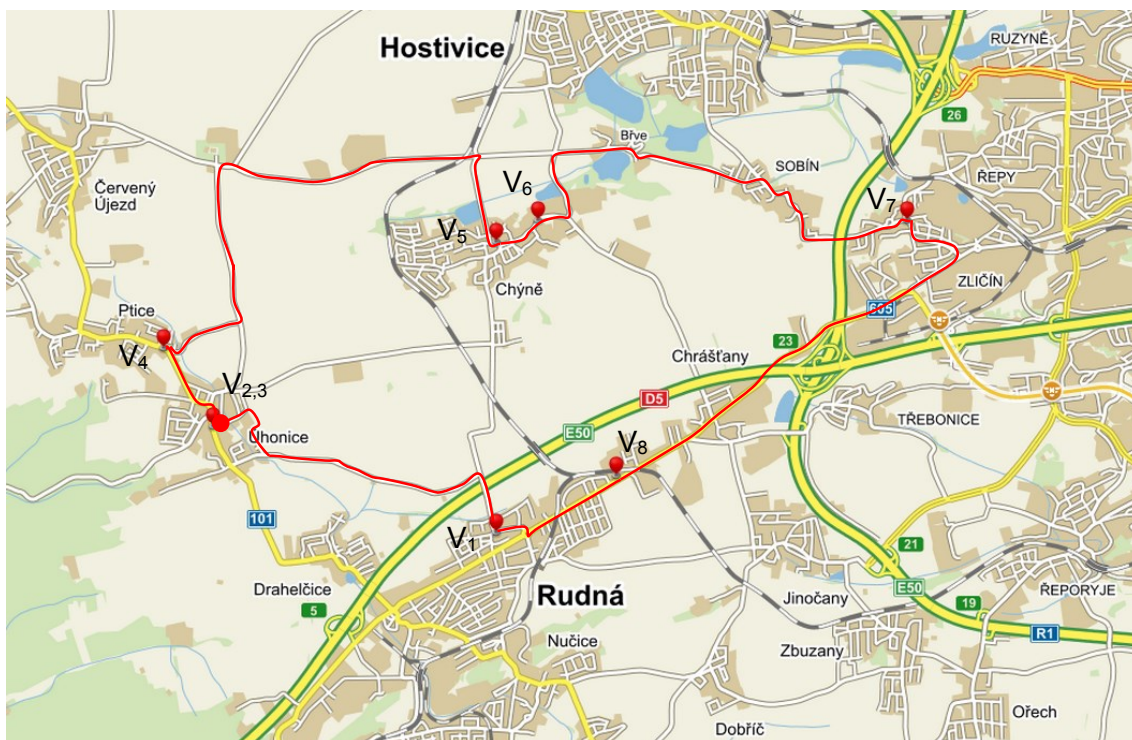 Hostivice
RUZYNĚ
26
Břve
SOBÍN
ŘEPY
Červený
Újezd
V6
V7
V5
ZLIČÍN
Chýně
605
Ptice
23
V4
Chrášťany
V2,3
D5
TŘEBONICE
Úhonice
E50
V8
101
V1
21
Drahelčice
E50
Jinočany
ŘEPORYJE
5
Rudná
19
R1
Nučice
Zbuzany
Ořech
Dobříč